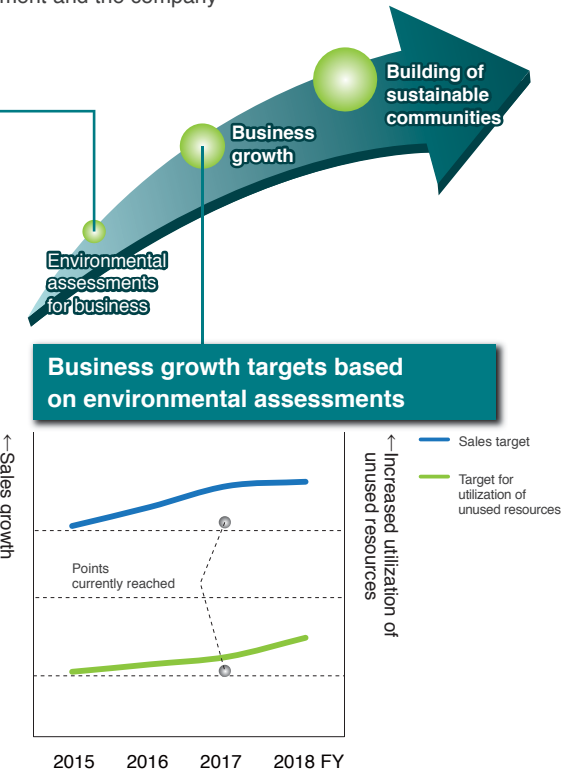 ment and the company
Building of
sustainable
communities
Business
growth
Environmental
assessments
for business
Business growth targets based
on environmental assessments
←Sales growth
←Increased utilization of
unused resources
Sales target
Target for
utilization of
unused resources
Points
currently reached
2015 2016 2017 2018 FY